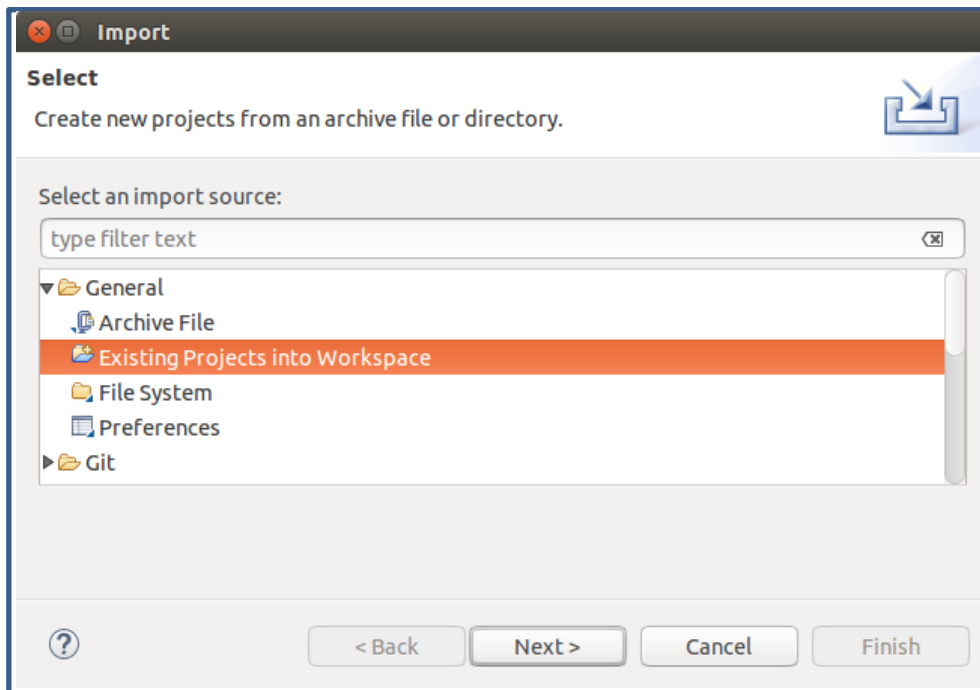 Import
Select
Create new projects from an archive file or directory.
Select an import source:
type filter text
General
Archive File
Existing Projects into Workspace
File System
Preferences
Git
?
< Back Next > Cancel Finish